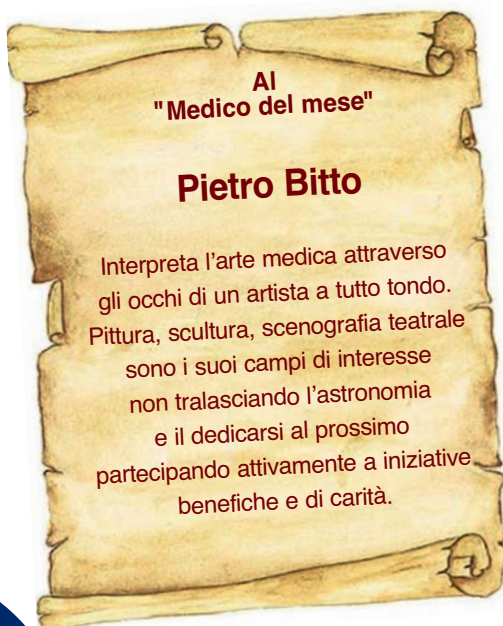 Al
"Medico del mese"
Pietro Bitto
Interpreta l’arte medica attraverso
gli occhi di un artista a tutto tondo.
Pittura, scultura, scenografia teatrale
sono i suoi campi di interesse
non tralasciando l’astronomia
e il dedicarsi al prossimo
partecipando attivamente a iniziative
benefiche e di carità.